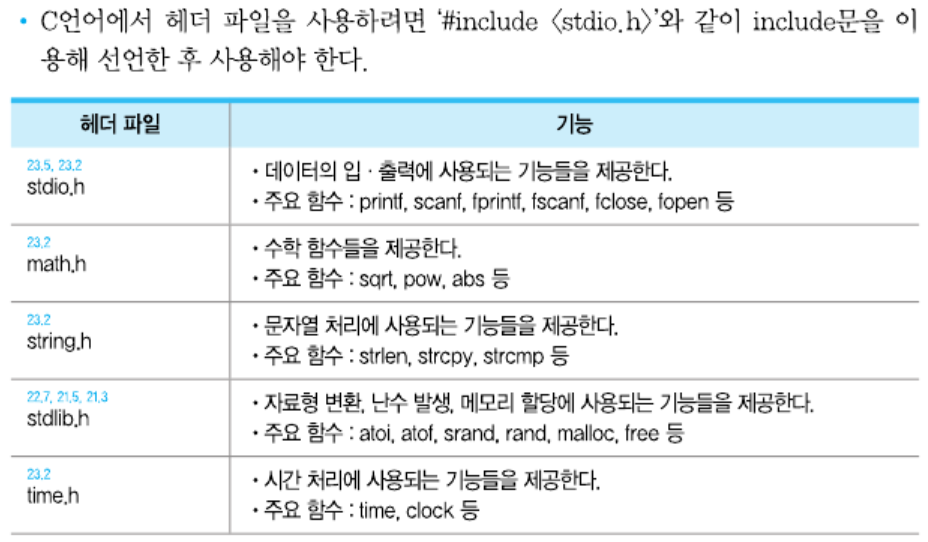 • C언어에서 헤더 파일을 사용하려면 ‘#include 〈stdio.h〉’와 같이 include문을 이
용해 선언한 후 사용해야 한다.
헤더 파일 기능
23.5, 23.2
stdio.h
• 데이터의 입 · 출력에 사용되는 기능들을 제공한다.
• 주요 함수 : printf, scanf, fprintf, fscanf, fclose, fopen 등
23.2
math.h
• 수학 함수들을 제공한다.
• 주요 함수 : sqrt, pow, abs 등
23.2
string.h
• 문자열 처리에 사용되는 기능들을 제공한다.
• 주요 함수 : strlen, strcpy, strcmp 등
22.7, 21.5, 21.3
stdlib.h
• 자료형 변환, 난수 발생, 메모리 할당에 사용되는 기능들을 제공한다.
• 주요 함수 : atoi, atof, srand, rand, malloc, free 등
23.2
time.h
• 시간 처리에 사용되는 기능들을 제공한다.
• 주요 함수 : time, clock 등